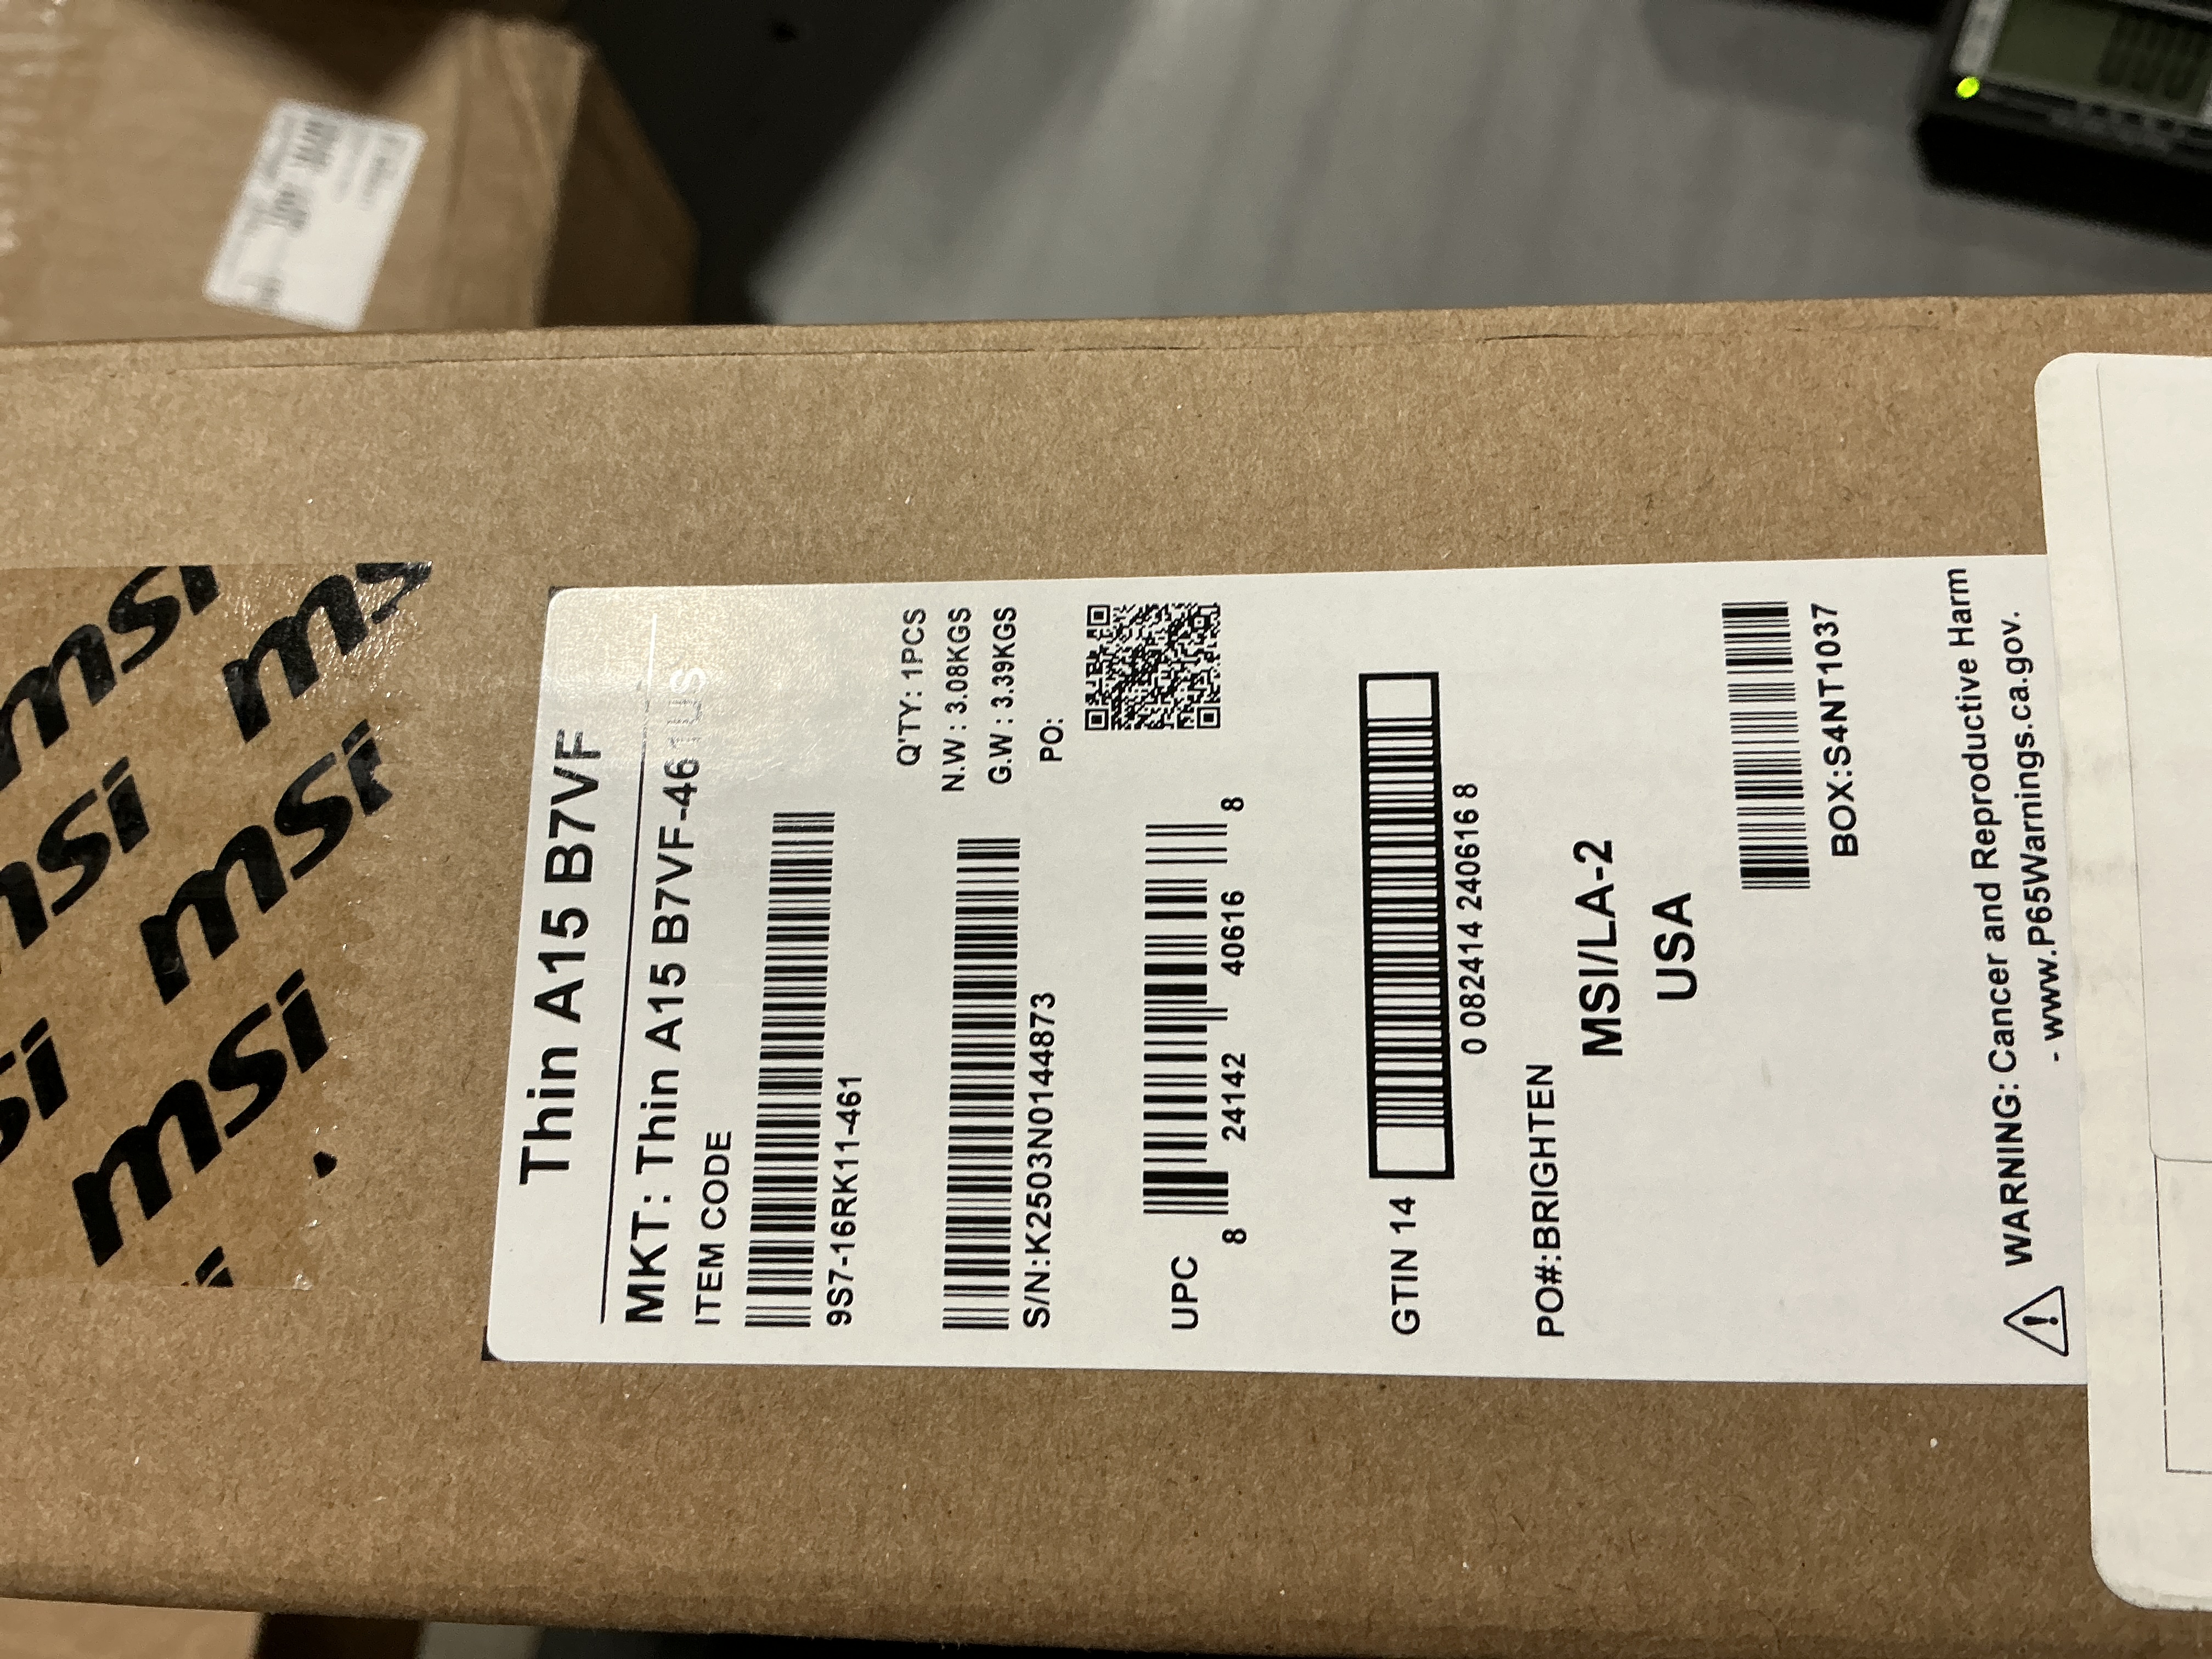 msi
msi
msi
msi
msi
Thin A15 B7VF
MKT: Thin A15 B7VF-461US
ITEM CODE
9S7-16RK11-461
Q'TY: 1PCS
N.W : 3.08KGS
G.W : 3.39KGS
PO:
S/N:K2503N0144873
UPC
8 24142 40616 8
GTIN 14
0 082414 240616 8
PO#:BRIGHTEN
MSI/LA-2
USA
BOX:S4NT1037
WARNING: Cancer and Reproductive Harm
- www.P65Warnings.ca.gov.